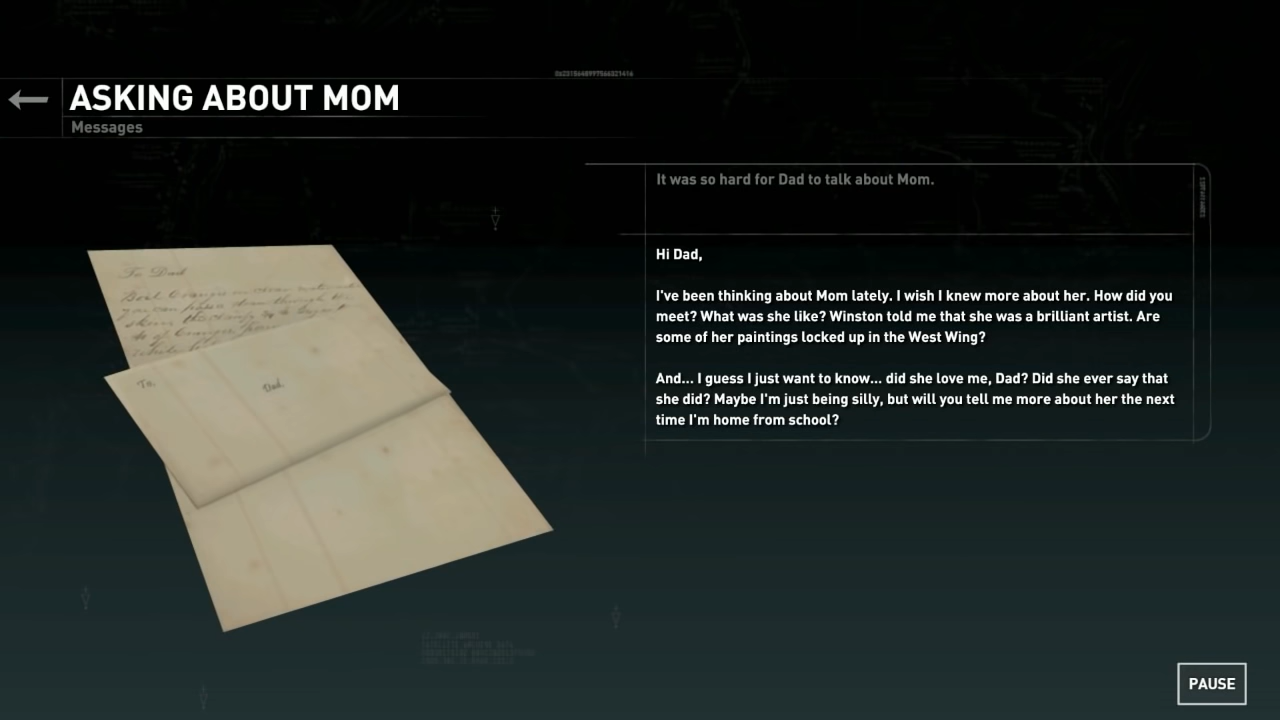 ASKING ABOUT MOM
Messages
It was so hard for Dad to talk about Mom.
Hi Dad,
I've been thinking about Mom lately. I wish I knew more about her. How did you
meet? What was she like? Winston told me that she was a brilliant artist. Are
some of her paintings locked up in the West Wing?
And... I guess I just want to know... did she love me, Dad? Did she ever say that
she did? Maybe I'm just being silly, but will you tell me more about her the next
time I'm home from school?
To Dad
you can
To,
Dad,
PAUSE